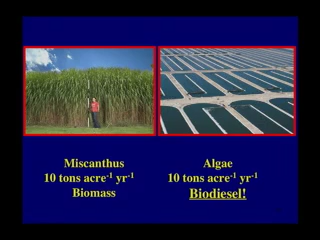 Miscanthus
10 tons acre⁻¹ yr⁻¹
Biomass
Algae
10 tons acre⁻¹ yr⁻¹
Biodiesel!